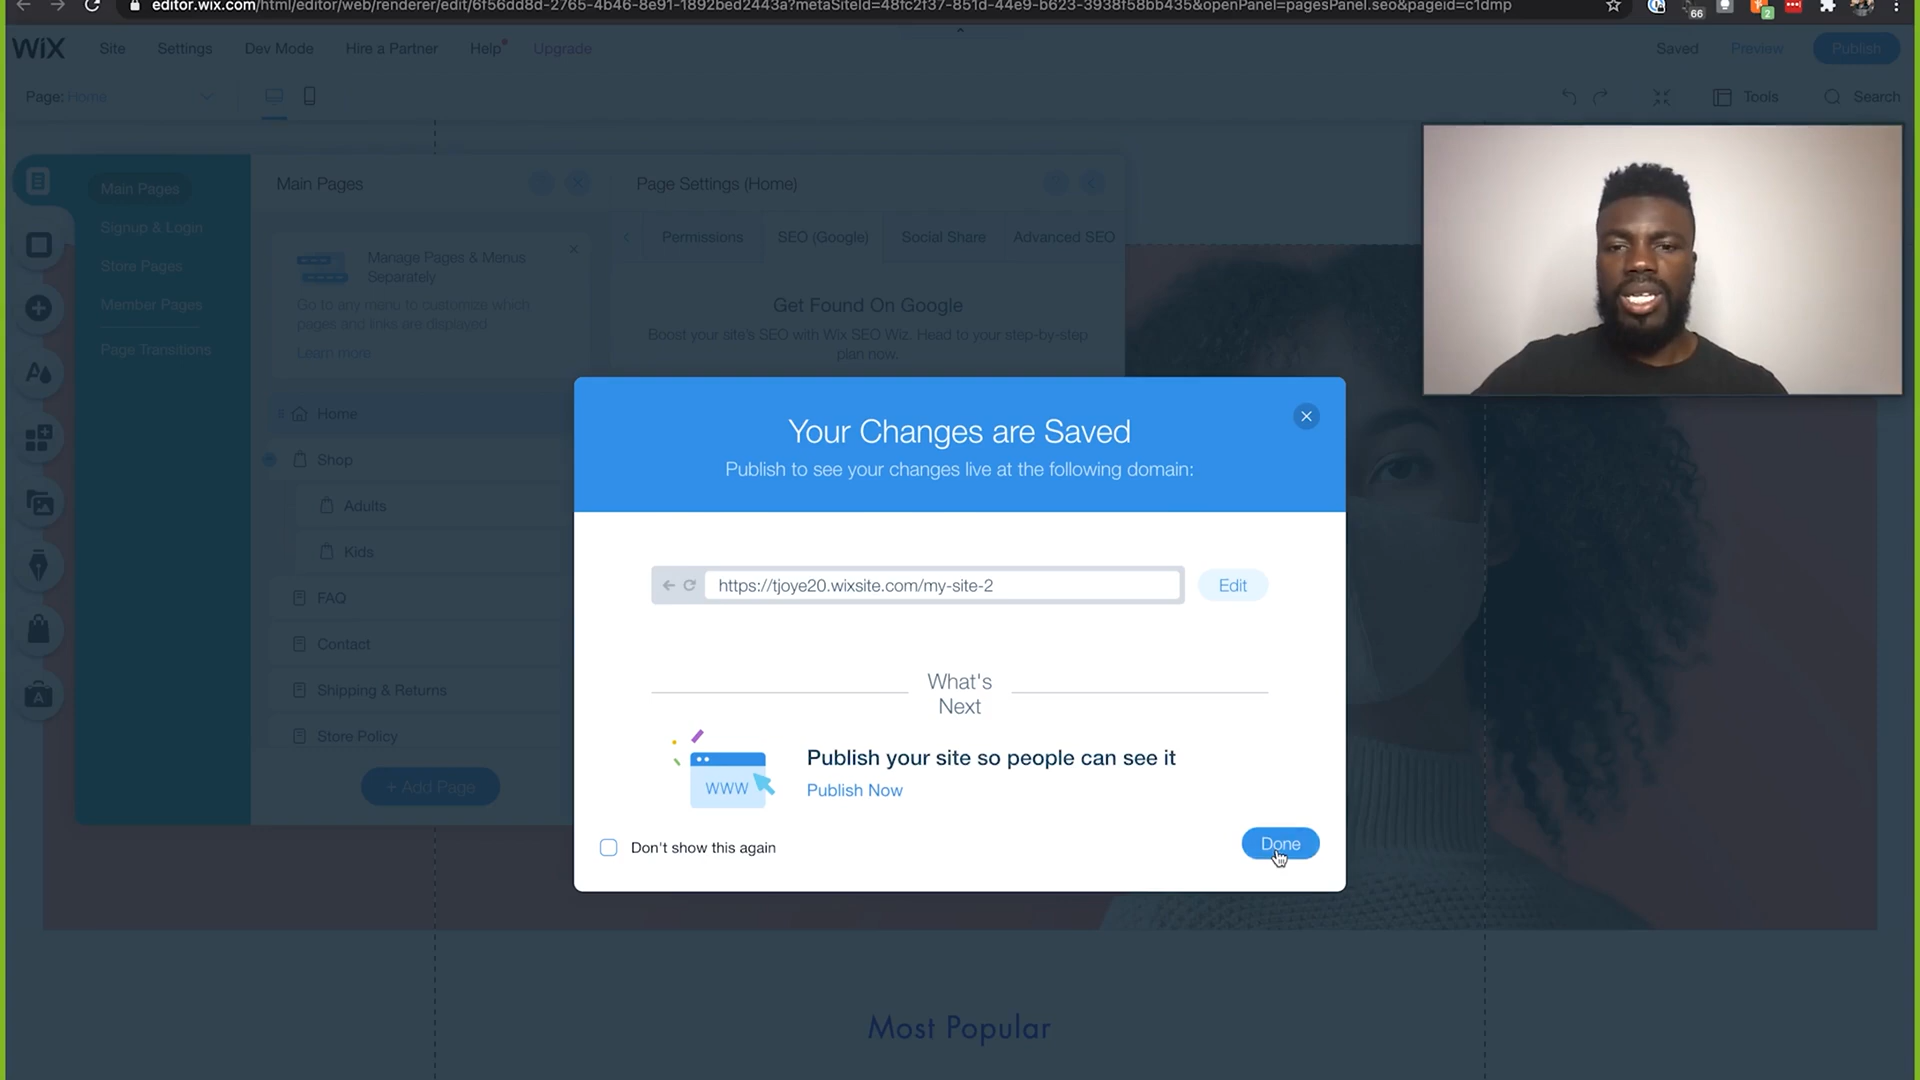 editor.wix.com/html/editor/web/renderer/edit/6f56dd8d-2765-4b46-8e91-1892bed2443a?metaSiteId=48fc2f37-851d-44e9-b623-3938f58bb435&openPanel=pagesPanel.seo&pageid=c1dmp
66
2
WiX
Site
Settings
Dev Mode
Hire a Partner
Help
Upgrade
Saved
Preview
Publish
Page: Home
Tools
Search
Main Pages
Signup & Login
Store Pages
Member Pages
Page Transitions
Main Pages
Manage Pages & Menus
Separately
Go to any menu to customize which
pages and links are displayed
Learn more
Home
Shop
Adults
Kids
FAQ
Contact
Shipping & Returns
Store Policy
+ Add Page
Page Settings (Home)
Permissions
SEO (Google)
Social Share
Advanced SEO
Get Found On Google
Boost your site's SEO with Wix SEO Wiz. Head to your step-by-step
plan now.
Your Changes are Saved
Publish to see your changes live at the following domain:
https://tjoye20.wixsite.com/my-site-2
Edit
What's
Next
WWW
Publish your site so people can see it
Publish Now
Don't show this again
Done
Most Popular